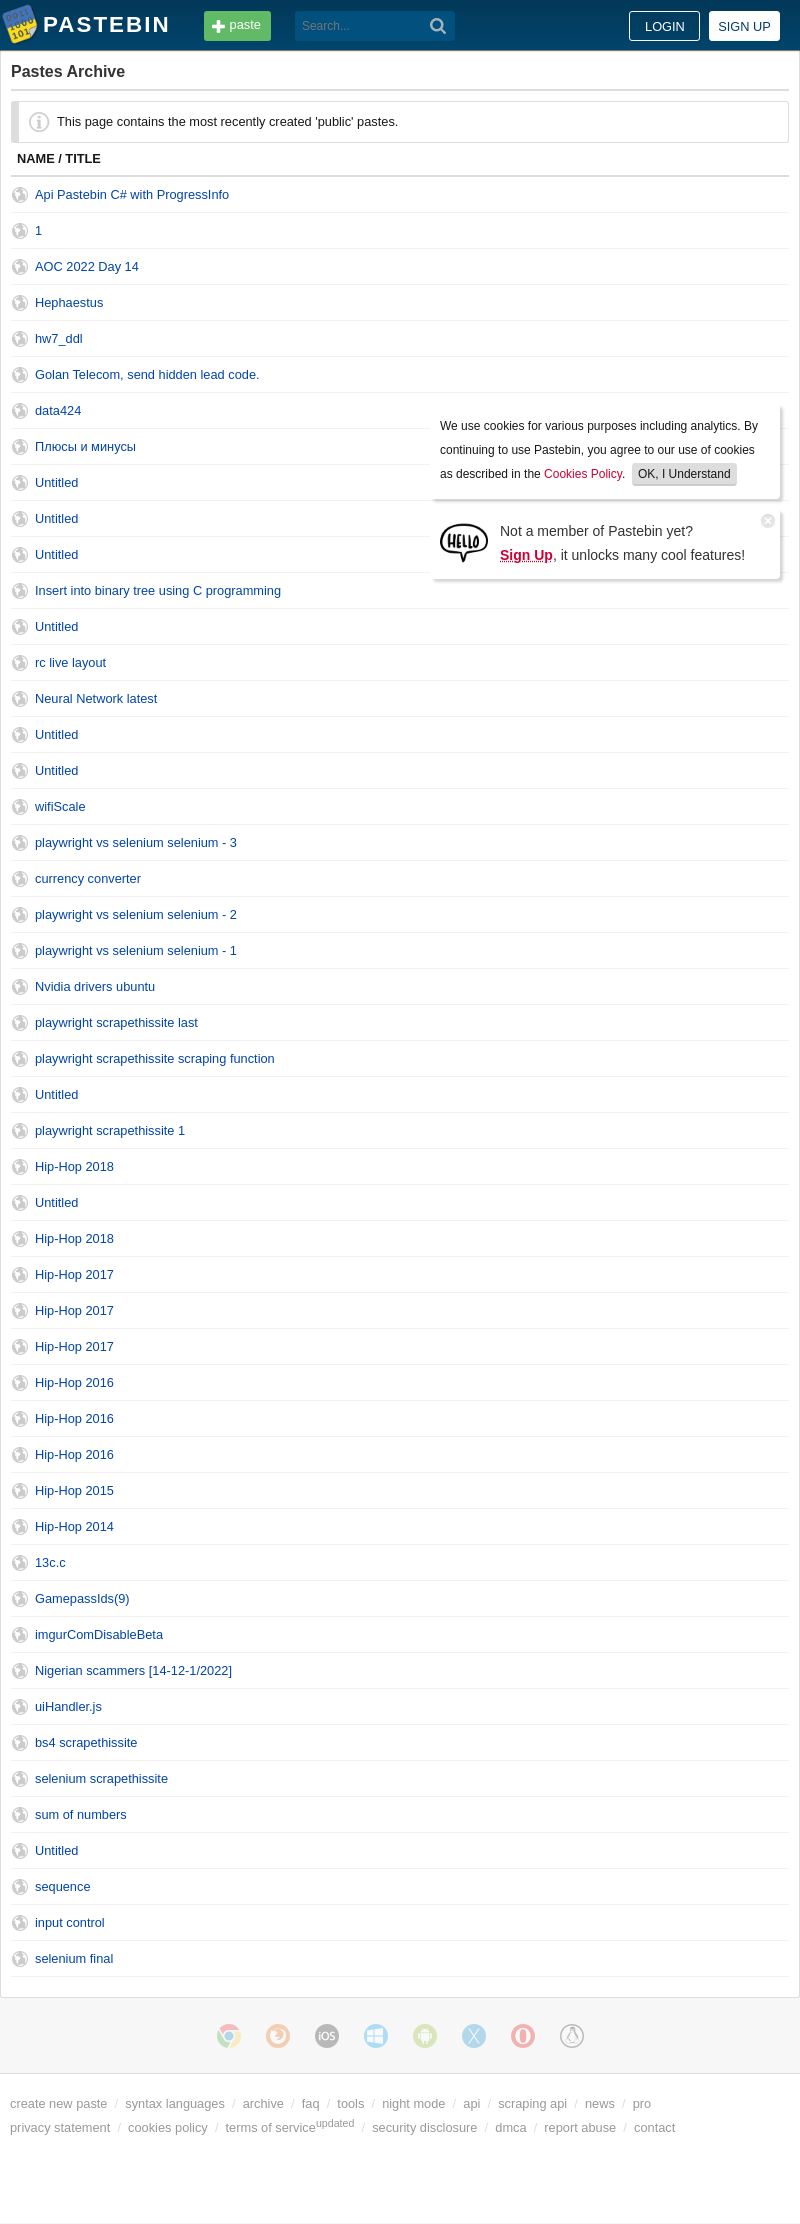 PASTEBIN paste Search... LOGIN SIGN UP
Pastes Archive
This page contains the most recently created 'public' pastes.
NAME / TITLE
Api Pastebin C# with ProgressInfo
1
AOC 2022 Day 14
Hephaestus
hw7_ddl
Golan Telecom, send hidden lead code.
data424
Плюсы и минусы
Untitled
Untitled
Untitled
We use cookies for various purposes including analytics. By
continuing to use Pastebin, you agree to our use of cookies
as described in the Cookies Policy. OK, I Understand
HELLO
Not a member of Pastebin yet?
Sign Up, it unlocks many cool features!
Insert into binary tree using C programming
Untitled
rc live layout
Neural Network latest
Untitled
Untitled
wifiScale
playwright vs selenium selenium - 3
currency converter
playwright vs selenium selenium - 2
playwright vs selenium selenium - 1
Nvidia drivers ubuntu
playwright scrapethissite last
playwright scrapethissite scraping function
Untitled
playwright scrapethissite 1
Hip-Hop 2018
Untitled
Hip-Hop 2018
Hip-Hop 2017
Hip-Hop 2017
Hip-Hop 2017
Hip-Hop 2016
Hip-Hop 2016
Hip-Hop 2016
Hip-Hop 2015
Hip-Hop 2014
13c.c
GamepassIds(9)
imgurComDisableBeta
Nigerian scammers [14-12-1/2022]
uiHandler.js
bs4 scrapethissite
selenium scrapethissite
sum of numbers
Untitled
sequence
input control
selenium final
iOS
create new paste / syntax languages / archive / faq / tools / night mode / api / scraping api / news / pro
privacy statement / cookies policy / terms of service updated / security disclosure / dmca / report abuse / contact